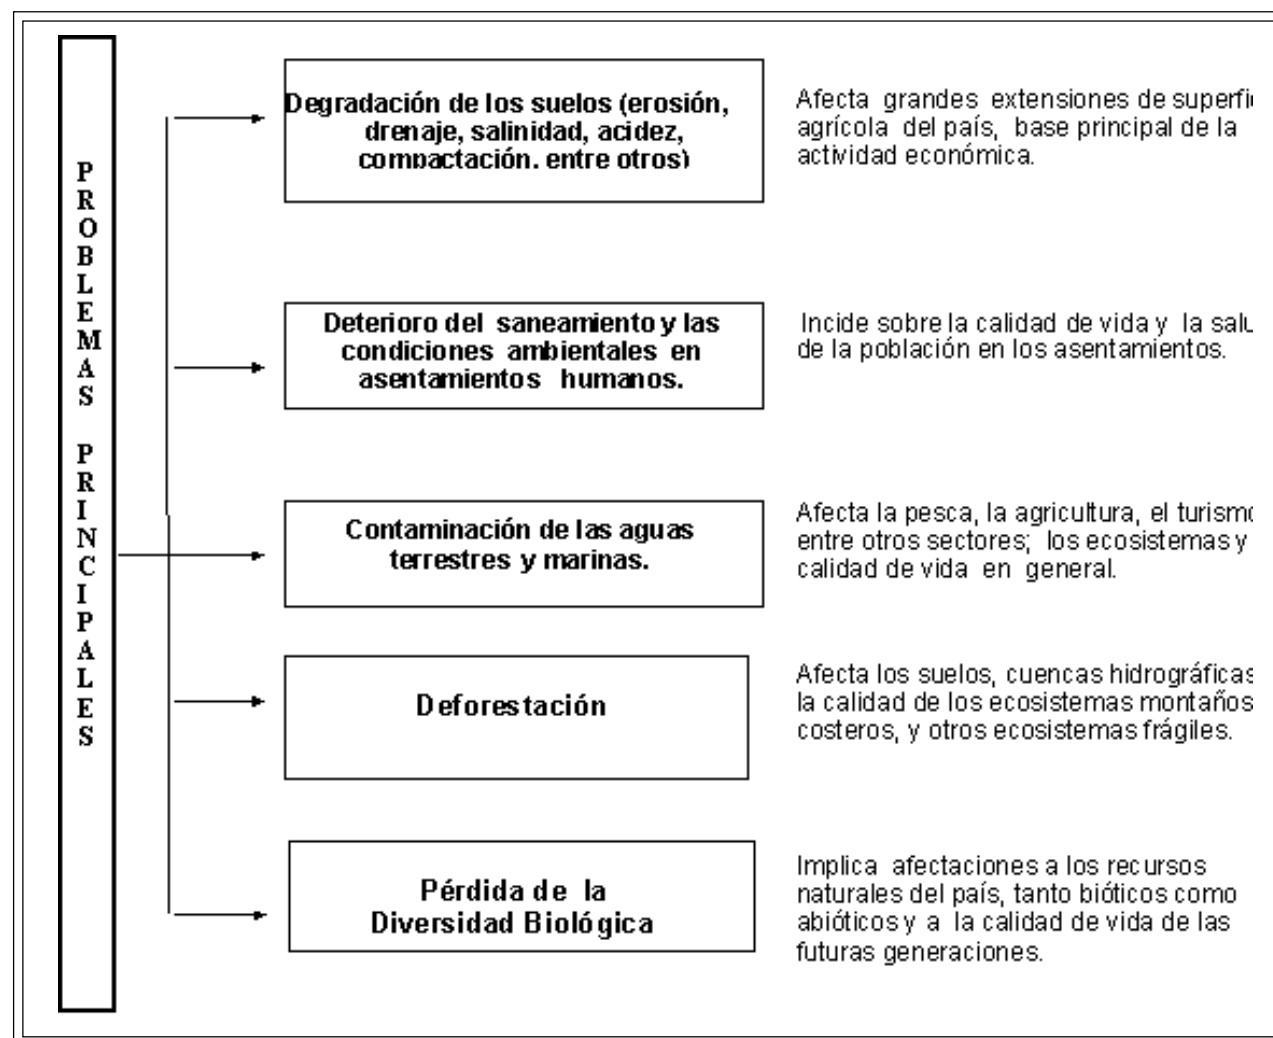 PROBLEMAS PRINCIPALES
Degradación de los suelos (erosión,
drenaje, salinidad, acidez,
compactación, entre otros)
Afecta grandes extensiones de superfi
agrícola del país, base principal de la
actividad económica.
Deterioro del saneamiento y las
condiciones ambientales en
asentamientos humanos.
Incide sobre la calidad de vida y la salu
de la población en los asentamientos.
Contaminación de las aguas
terrestres y marinas.
Afecta la pesca, la agricultura, el turismo
entre otros sectores; los ecosistemas y
calidad de vida en general.
Deforestación
Afecta los suelos, cuencas hidrográficas
la calidad de los ecosistemas montaños
costeros, y otros ecosistemas frágiles.
Pérdida de la
Diversidad Biológica
Implica afectaciones a los recursos
naturales del país, tanto bióticos como
abióticos y a la calidad de vida de las
futuras generaciones.